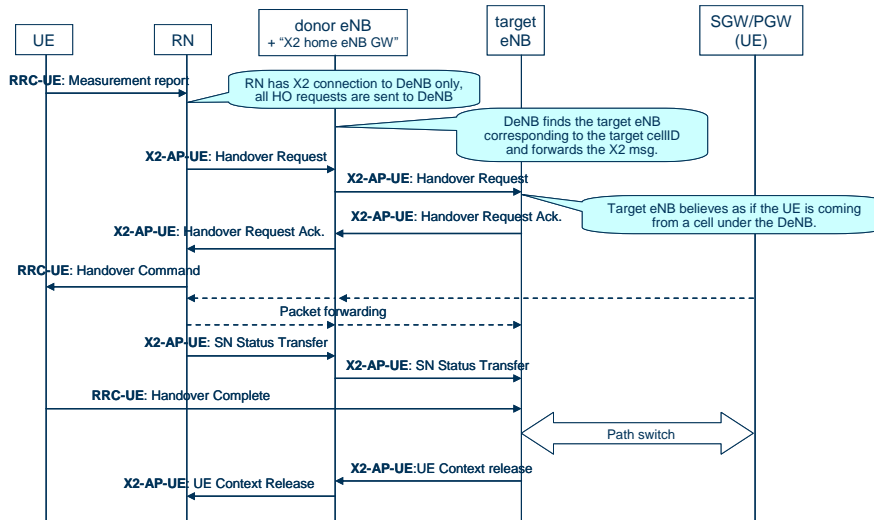 UE
RN
donor eNB
+ “X2 home eNB GW”
target
eNB
SGW/PGW
(UE)
RRC-UE: Measurement report
RN has X2 connection to DeNB only,
all HO requests are sent to DeNB
DeNB finds the target eNB
corresponding to the target cellID
and forwards the X2 msg.
X2-AP-UE: Handover Request
X2-AP-UE: Handover Request
Target eNB believes as if the UE is coming
from a cell under the DeNB.
X2-AP-UE: Handover Request Ack.
X2-AP-UE: Handover Request Ack.
RRC-UE: Handover Command
Packet forwarding
X2-AP-UE: SN Status Transfer
X2-AP-UE: SN Status Transfer
RRC-UE: Handover Complete
Path switch
X2-AP-UE:UE Context release
X2-AP-UE: UE Context Release